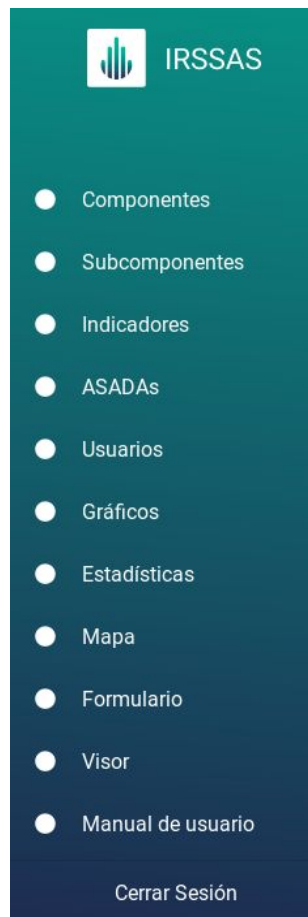 IRSSAS
Componentes
Subcomponentes
Indicadores
ASADAs
Usuarios
Gráficos
Estadísticas
Mapa
Formulario
Visor
Manual de usuario
Cerrar Sesión